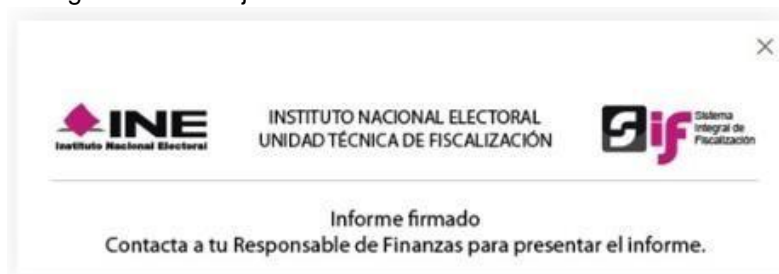 INE
Instituto Nacional Electoral
INSTITUTO NACIONAL ELECTORAL
UNIDAD TÉCNICA DE FISCALIZACIÓN
Sif
Sistema
Integral de
Fiscalización
Informe firmado
Contacta a tu Responsable de Finanzas para presentar el informe.